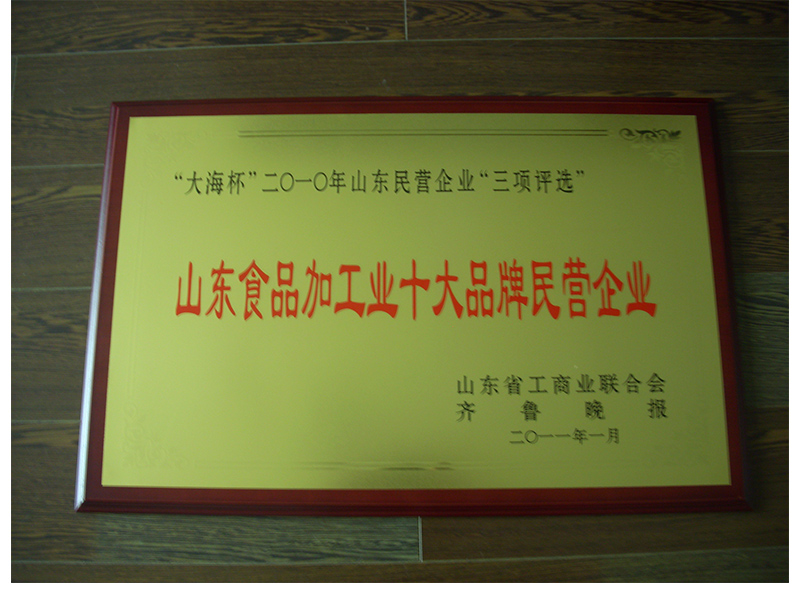 “大海杯”二〇一〇年山东民营企业“三项评选”
山东食品加工业十大品牌民营企业
山东省工商业联合会
齐鲁晚报
二〇一一年一月